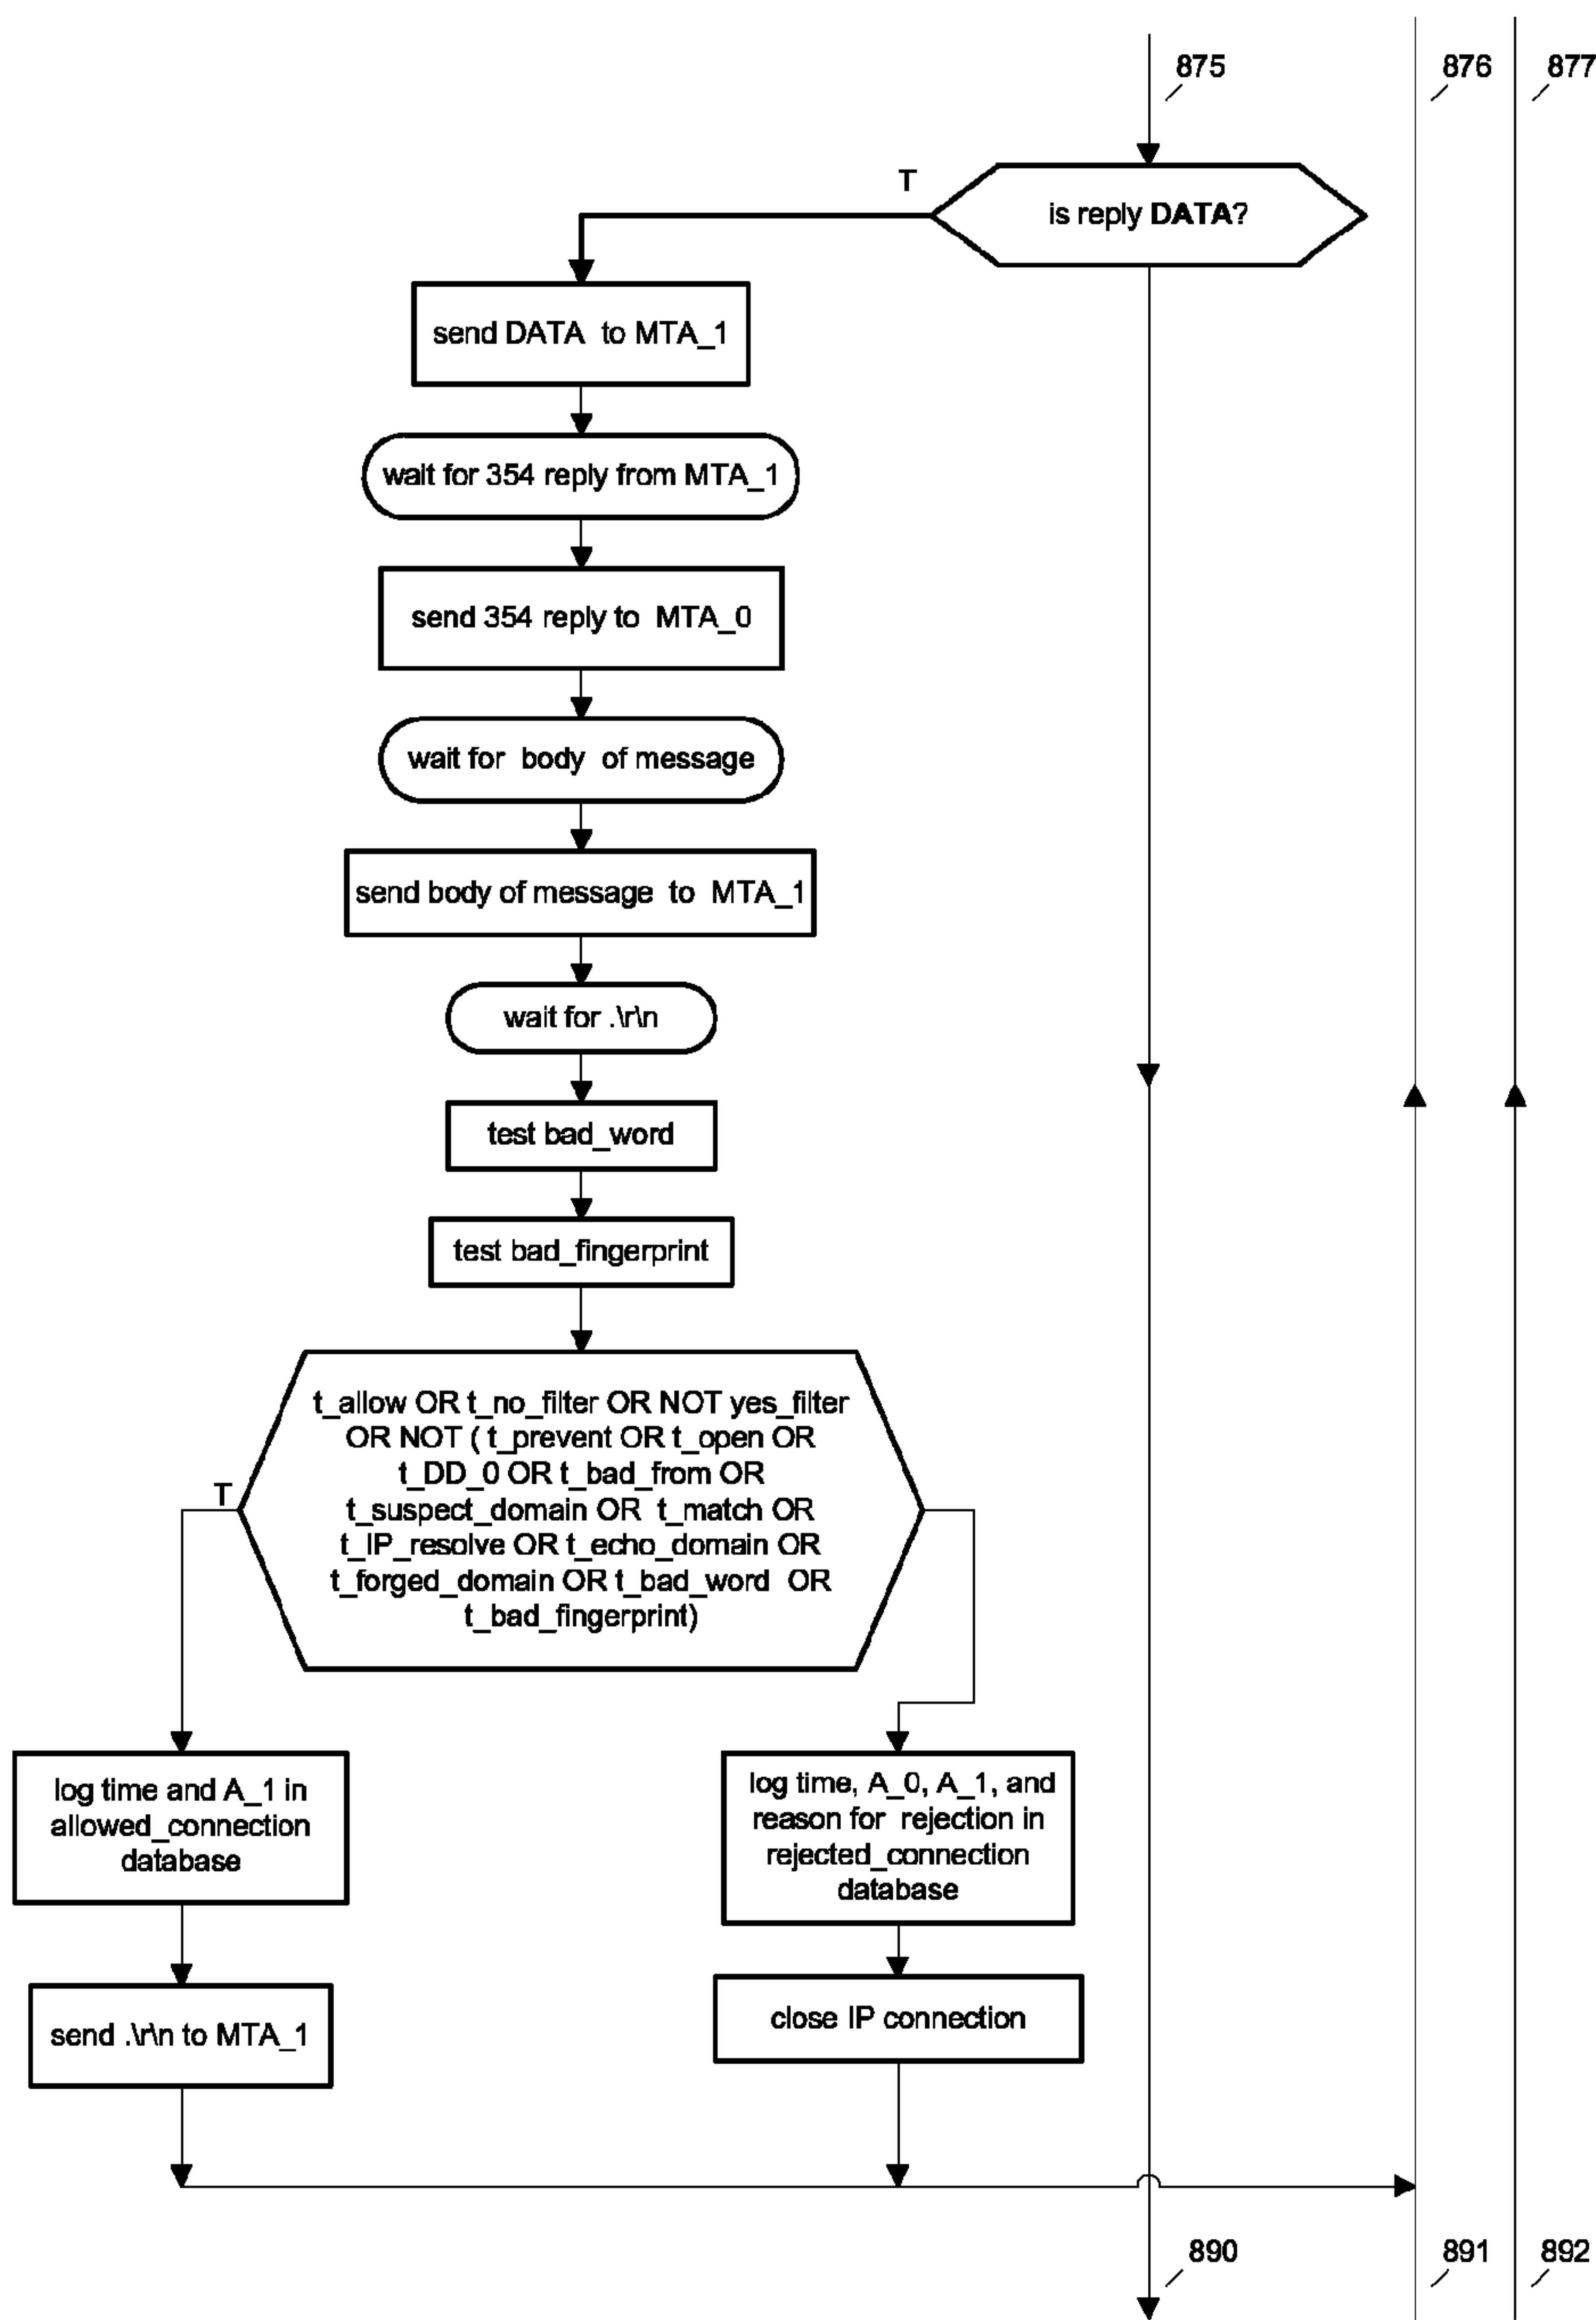 875
876
877
T
is reply DATA?
send DATA to MTA_1
wait for 354 reply from MTA_1
send 354 reply to MTA_0
wait for body of message
send body of message to MTA_1
wait for .\r\n
test bad_word
test bad_fingerprint
t_allow OR t_no_filter OR NOT yes_filter
OR NOT ( t_prevent OR t_open OR
t_DD_0 OR t_bad_from OR
t_suspect_domain OR t_match OR
t_IP_resolve OR t_echo_domain OR
t_forged_domain OR t_bad_word OR
t_bad_fingerprint)
T
log time and A_1 in
allowed_connection
database
log time, A_0, A_1, and
reason for rejection in
rejected_connection
database
send .\r\n to MTA_1
close IP connection
890
891
892